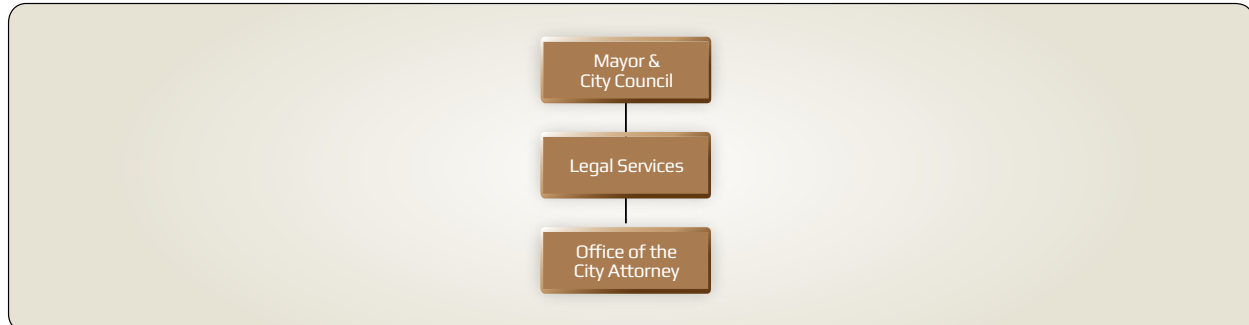 Mayor &
City Council
Legal Services
Office of the
City Attorney